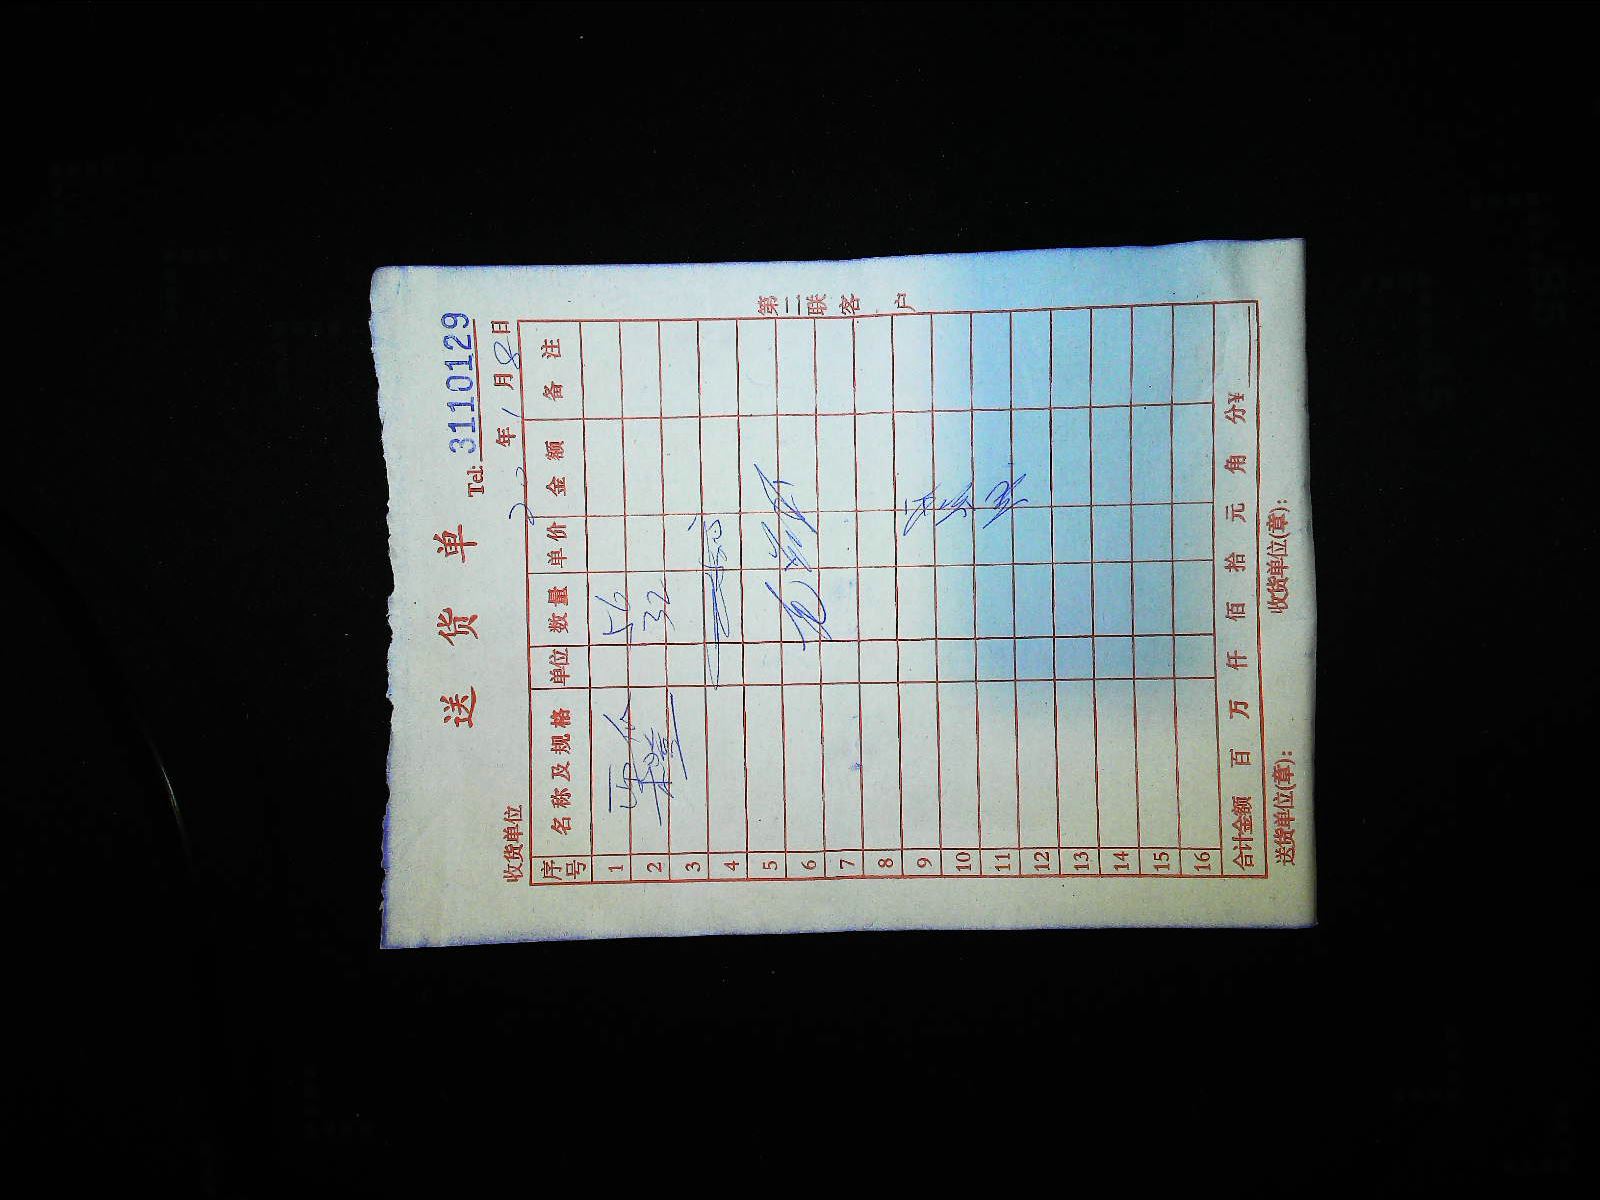 送 货 单
Tel: 3110129
收货单位
年 1 月 8 日
序号 名称及规格 单位 数量 单价 金额 备注
1 56
2 32
3
4
5
6
7
8
9
10
11
12
13
14
15
16
合计金额 百 万 仟 佰 拾 元 角 分 ¥
送货单位(章): 收货单位(章):
第二联 客户